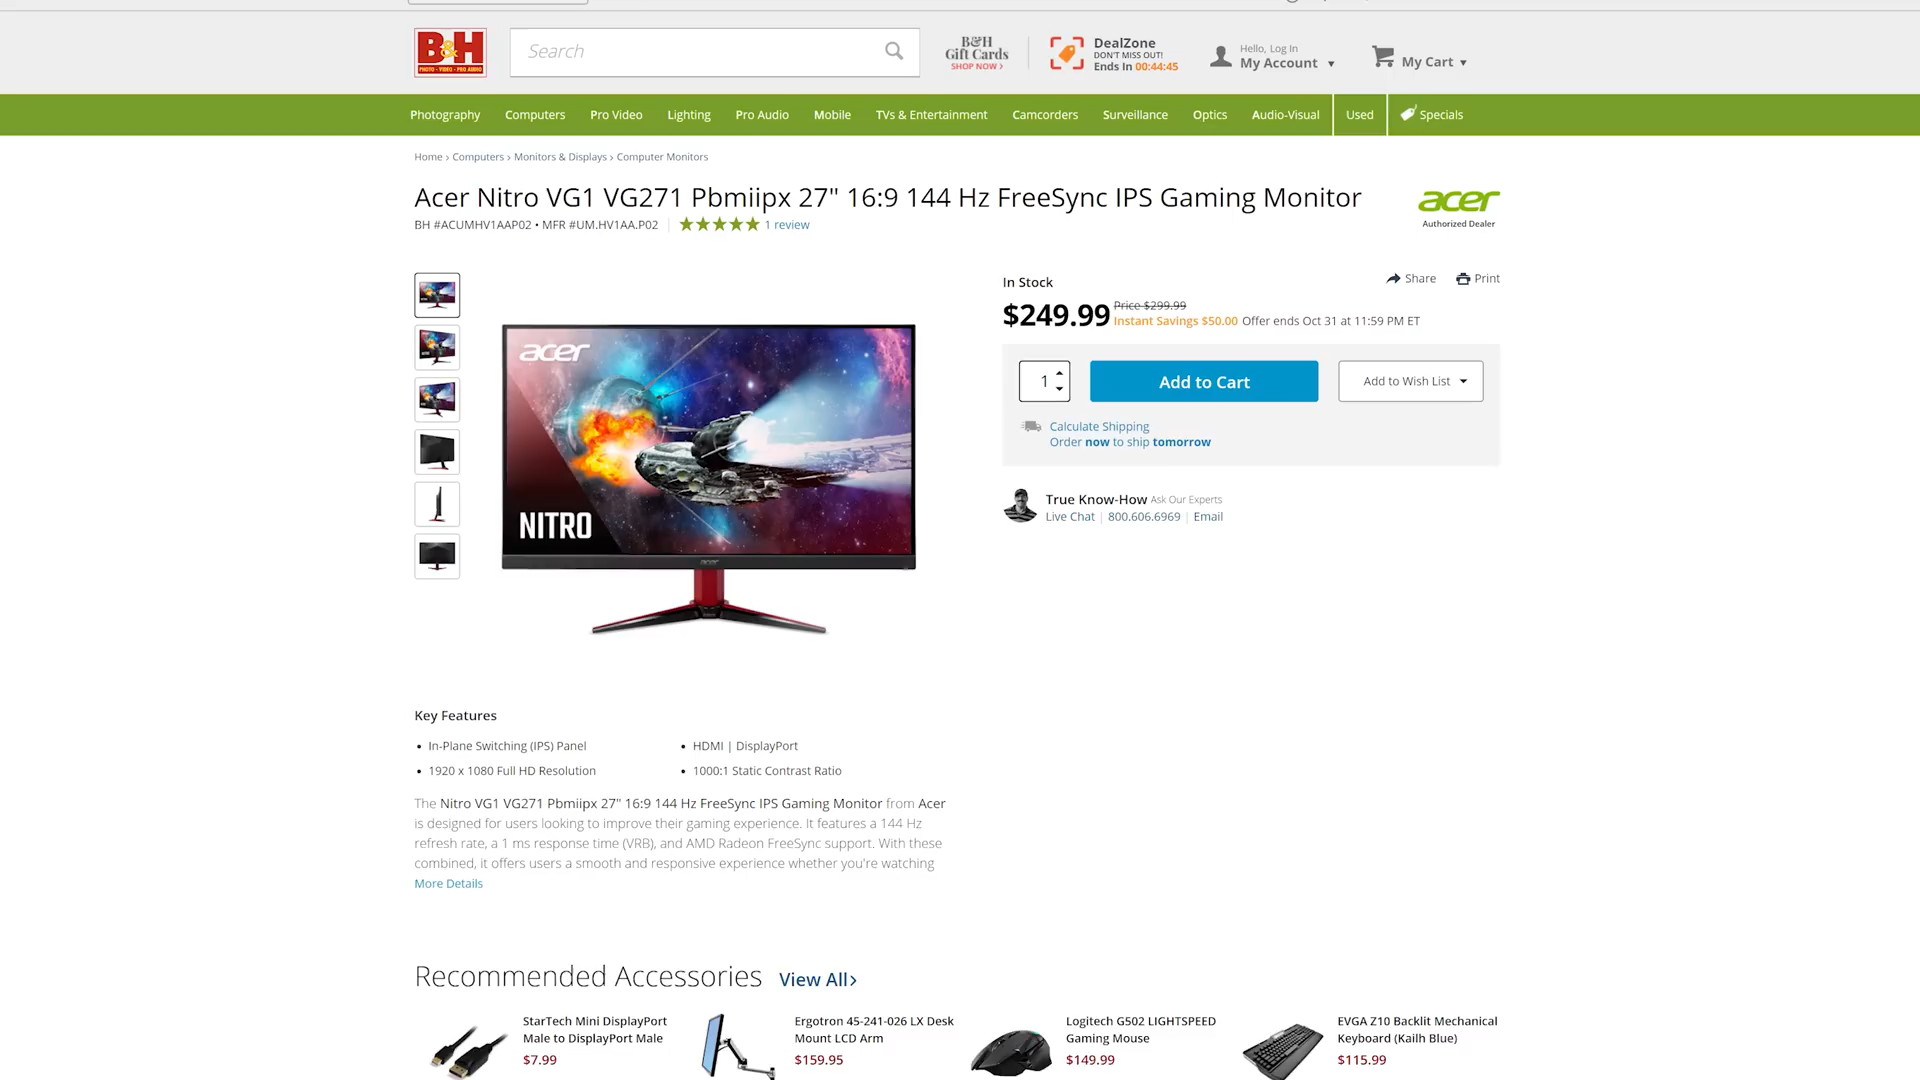 B&H
PHOTO • VIDEO • PRO AUDIO
Search
B&H
Gift Cards
SHOP NOW ›
DealZone
DON'T MISS OUT!
Ends In 00:44:45
Hello, Log In
My Account
My Cart
Photography
Computers
Pro Video
Lighting
Pro Audio
Mobile
TVs & Entertainment
Camcorders
Surveillance
Optics
Audio-Visual
Used
Specials
Home › Computers › Monitors & Displays › Computer Monitors
Acer Nitro VG1 VG271 Pbmiipx 27" 16:9 144 Hz FreeSync IPS Gaming Monitor
acer
Authorized Dealer
BH #ACUMHV1AAP02 • MFR #UM.HV1AA.P02
1 review
acer
NITRO
acer
In Stock
Share
Print
$249.99
Price $299.99
Instant Savings $50.00 Offer ends Oct 31 at 11:59 PM ET
1
Add to Cart
Add to Wish List
Calculate Shipping
Order now to ship tomorrow
True Know-How Ask Our Experts
Live Chat | 800.606.6969 | Email
Key Features
• In-Plane Switching (IPS) Panel
• HDMI | DisplayPort
• 1920 x 1080 Full HD Resolution
• 1000:1 Static Contrast Ratio
The Nitro VG1 VG271 Pbmiipx 27" 16:9 144 Hz FreeSync IPS Gaming Monitor from Acer
is designed for users looking to improve their gaming experience. It features a 144 Hz
refresh rate, a 1 ms response time (VRB), and AMD Radeon FreeSync support. With these
combined, it offers users a smooth and responsive experience whether you're watching
More Details
Recommended Accessories
View All›
StarTech Mini DisplayPort
Male to DisplayPort Male
$7.99
Ergotron 45-241-026 LX Desk
Mount LCD Arm
$159.95
Logitech G502 LIGHTSPEED
Gaming Mouse
$149.99
EVGA Z10 Backlit Mechanical
Keyboard (Kailh Blue)
$115.99